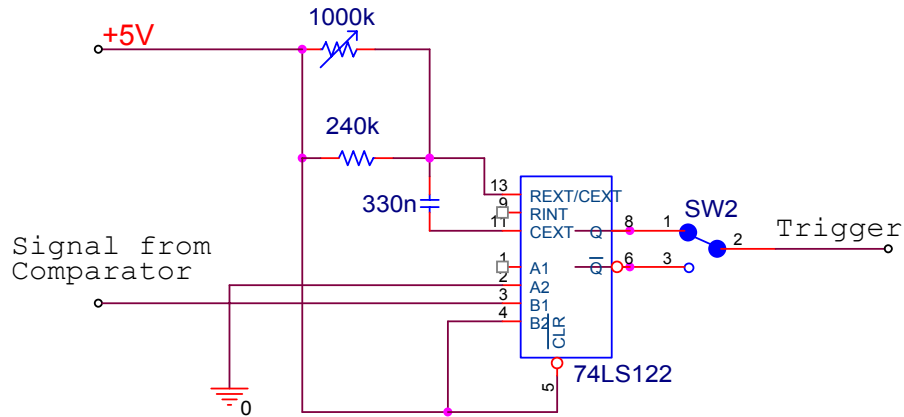 1000k
+5V
240k
330n
13
REXT/CEXT
9
RINT
11
CEXT
Q
8
1
SW2
2
Trigger
Signal from
Comparator
1
A1
Q
6
3
2
A2
3
B1
4
B2
CLR
5
74LS122
0